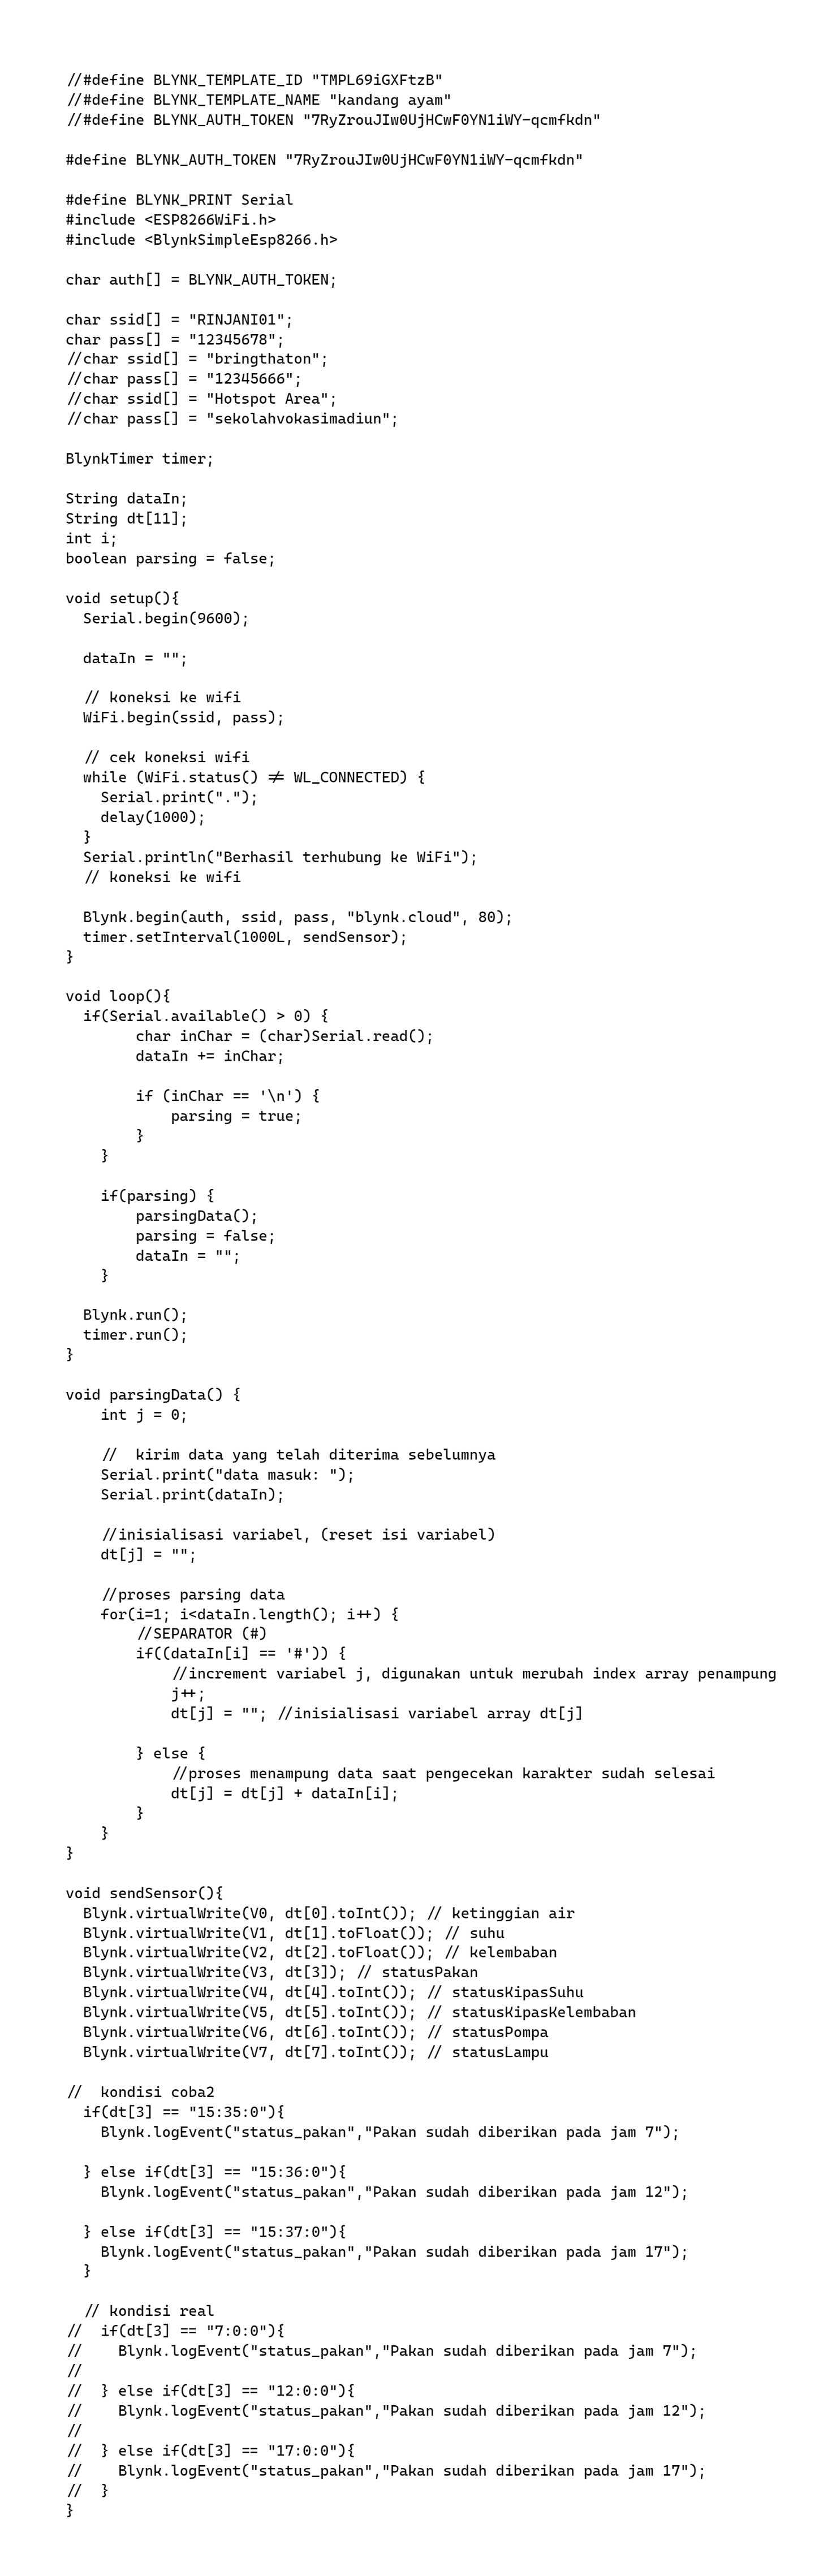 //#define BLYNK_TEMPLATE_ID "TMPL69iGXFtzB"
//#define BLYNK_TEMPLATE_NAME "kandang ayam"
//#define BLYNK_AUTH_TOKEN "7RyZrouJIw0UjHCwF0YN1iWY-qcmfkdn"

#define BLYNK_AUTH_TOKEN "7RyZrouJIw0UjHCwF0YN1iWY-qcmfkdn"

#define BLYNK_PRINT Serial
#include <ESP8266WiFi.h>
#include <BlynkSimpleEsp8266.h>

char auth[] = BLYNK_AUTH_TOKEN;

char ssid[] = "RINJANI01";
char pass[] = "12345678";
//char ssid[] = "bringthaton";
//char pass[] = "12345666";
//char ssid[] = "Hotspot Area";
//char pass[] = "sekolahvokasimadiun";

BlynkTimer timer;

String dataIn;
String dt[11];
int i;
boolean parsing = false;

void setup(){
  Serial.begin(9600);

  dataIn = "";

  // koneksi ke wifi
  WiFi.begin(ssid, pass);

  // cek koneksi wifi
  while (WiFi.status() != WL_CONNECTED) {
    Serial.print(".");
    delay(1000);
  }
  Serial.println("Berhasil terhubung ke WiFi");
  // koneksi ke wifi

  Blynk.begin(auth, ssid, pass, "blynk.cloud", 80);
  timer.setInterval(1000L, sendSensor);
}

void loop(){
  if(Serial.available() > 0) {
        char inChar = (char)Serial.read();
        dataIn += inChar;

        if (inChar == '\n') {
            parsing = true;
        }
    }

    if(parsing) {
        parsingData();
        parsing = false;
        dataIn = "";
    }

  Blynk.run();
  timer.run();
}

void parsingData() {
    int j = 0;

    //  kirim data yang telah diterima sebelumnya
    Serial.print("data masuk: ");
    Serial.print(dataIn);

    //inisialisasi variabel, (reset isi variabel)
    dt[j] = "";

    //proses parsing data
    for(i=1; i<dataIn.length(); i++) {
        //SEPARATOR (#)
        if((dataIn[i] == '#')) {
            //increment variabel j, digunakan untuk merubah index array penampung
            j++;
            dt[j] = ""; //inisialisasi variabel array dt[j]

        } else {
            //proses menampung data saat pengecekan karakter sudah selesai
            dt[j] = dt[j] + dataIn[i];
        }
    }
}

void sendSensor(){
  Blynk.virtualWrite(V0, dt[0].toInt()); // ketinggian air
  Blynk.virtualWrite(V1, dt[1].toFloat()); // suhu
  Blynk.virtualWrite(V2, dt[2].toFloat()); // kelembaban
  Blynk.virtualWrite(V3, dt[3]); // statusPakan
  Blynk.virtualWrite(V4, dt[4].toInt()); // statusKipasSuhu
  Blynk.virtualWrite(V5, dt[5].toInt()); // statusKipasKelembaban
  Blynk.virtualWrite(V6, dt[6].toInt()); // statusPompa
  Blynk.virtualWrite(V7, dt[7].toInt()); // statusLampu

//  kondisi coba2
  if(dt[3] == "15:35:0"){
    Blynk.logEvent("status_pakan","Pakan sudah diberikan pada jam 7");

  } else if(dt[3] == "15:36:0"){
    Blynk.logEvent("status_pakan","Pakan sudah diberikan pada jam 12");

  } else if(dt[3] == "15:37:0"){
    Blynk.logEvent("status_pakan","Pakan sudah diberikan pada jam 17");
  }

  // kondisi real
//  if(dt[3] == "7:0:0"){
//    Blynk.logEvent("status_pakan","Pakan sudah diberikan pada jam 7");
//
//  } else if(dt[3] == "12:0:0"){
//    Blynk.logEvent("status_pakan","Pakan sudah diberikan pada jam 12");
//
//  } else if(dt[3] == "17:0:0"){
//    Blynk.logEvent("status_pakan","Pakan sudah diberikan pada jam 17");
//  }
}